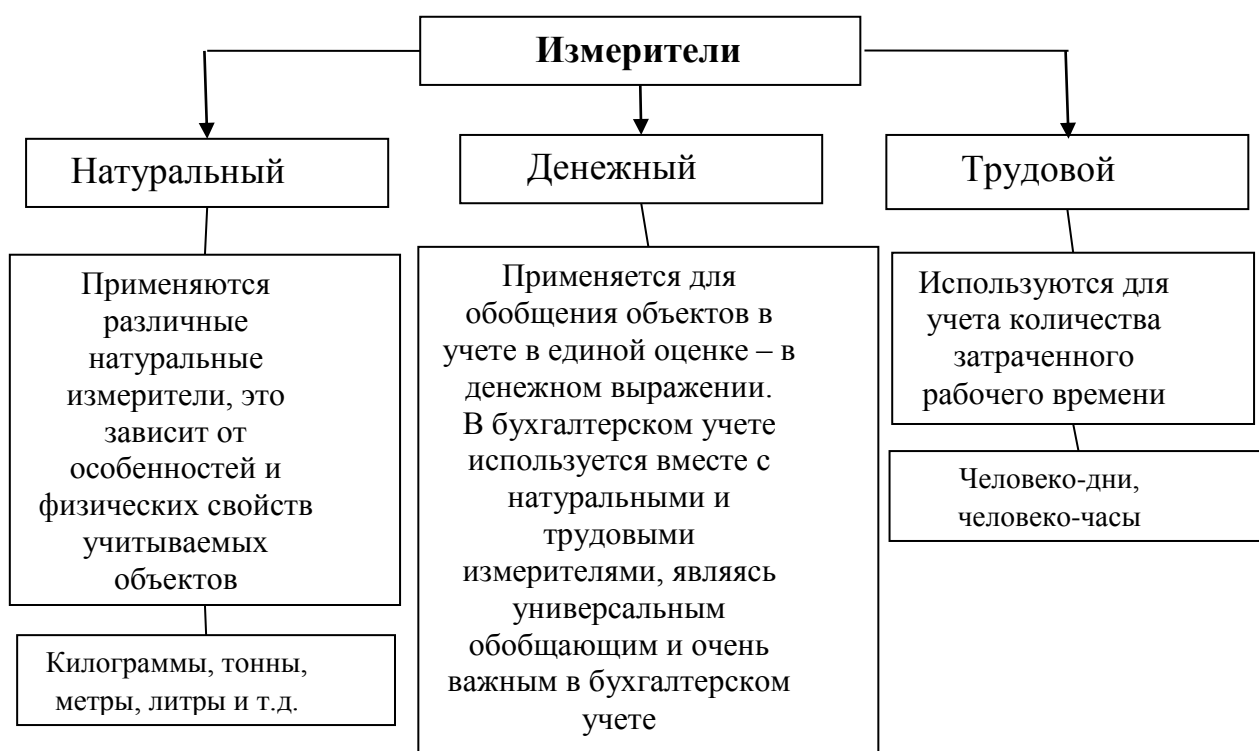 Измерители
Натуральный
Денежный
Трудовой
Применяются
различные
натуральные
измерители, это
зависит от
особенностей и
физических свойств
учитываемых
объектов
Килограммы, тонны,
метры, литры и т.д.
Применяется для
обобщения объектов в
учете в единой оценке – в
денежном выражении.
В бухгалтерском учете
используется вместе с
натуральными и
трудовыми
измерителями, являясь
универсальным
обобщающим и очень
важным в бухгалтерском
учете
Используются для
учета количества
затраченного
рабочего времени
Человеко-дни,
человеко-часы